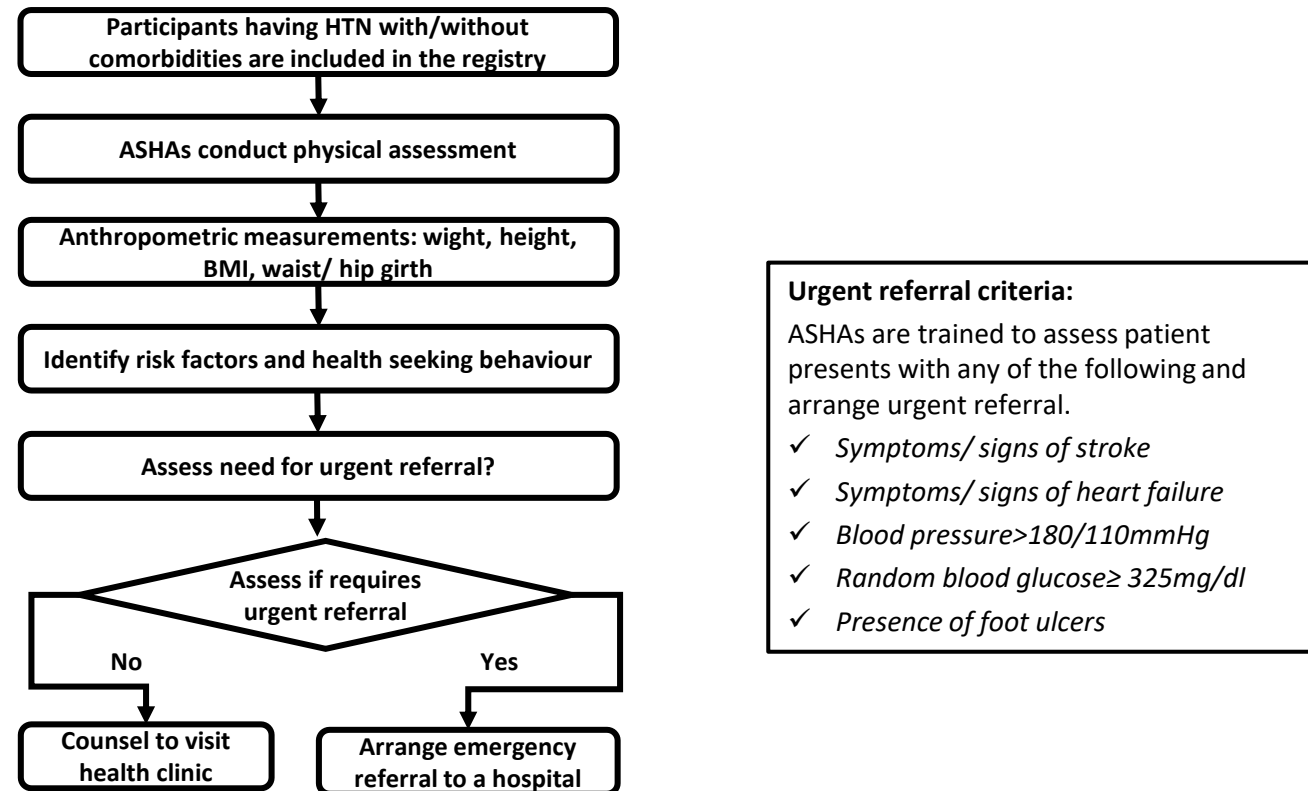 Participants having HTN with/without
comorbidities are included in the registry
ASHAs conduct physical assessment
Anthropometric measurements: wight, height,
BMI, waist/ hip girth
Identify risk factors and health seeking behaviour
Assess need for urgent referral?
Assess if requires
urgent referral
No
Yes
Counsel to visit
health clinic
Arrange emergency
referral to a hospital
Urgent referral criteria:
ASHAs are trained to assess patient
presents with any of the following and
arrange urgent referral.
✓ Symptoms/ signs of stroke
✓ Symptoms/ signs of heart failure
✓ Blood pressure>180/110mmHg
✓ Random blood glucose≥ 325mg/dl
✓ Presence of foot ulcers